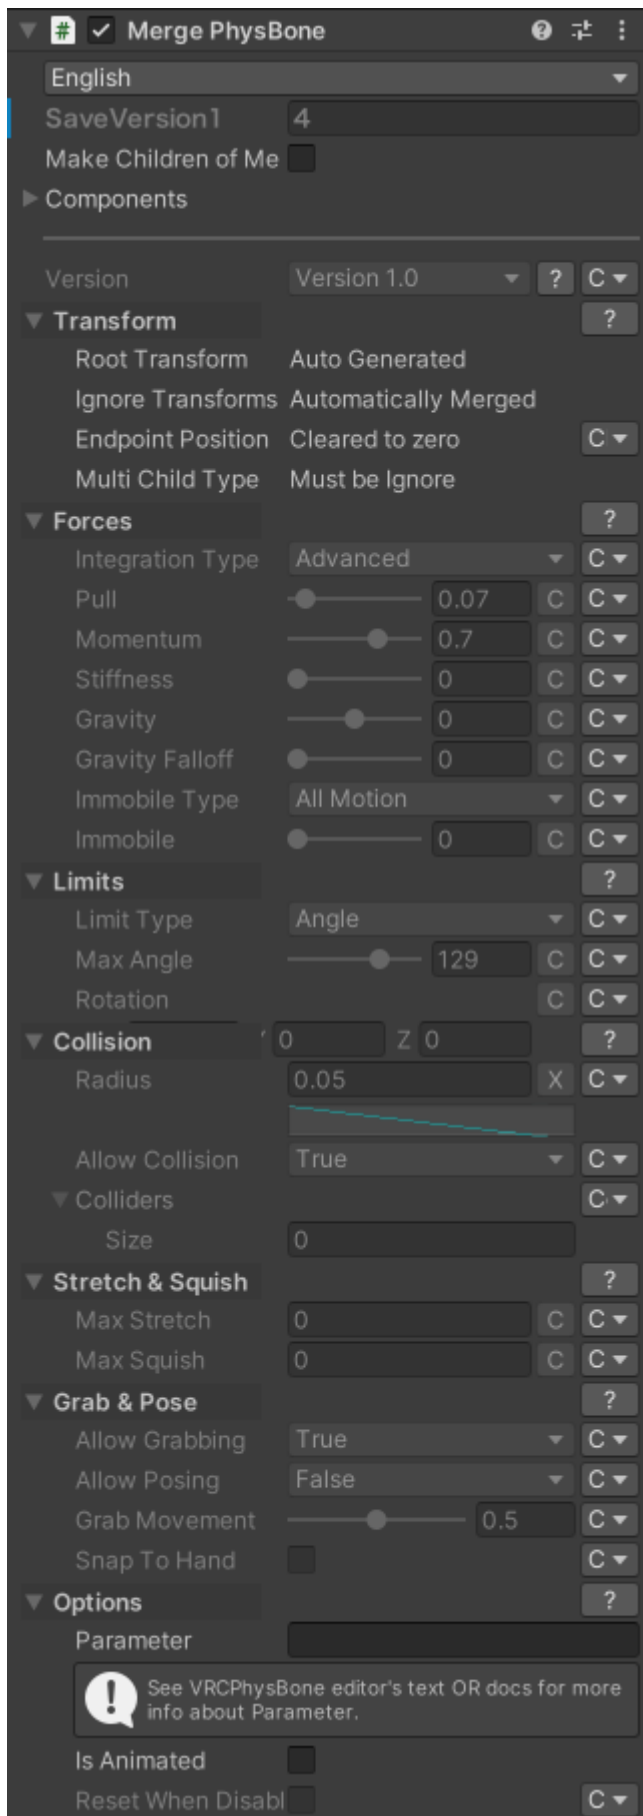 # Merge PhysBone
English
SaveVersion1 4
Make Children of Me
Components
Version Version 1.0 ? C
Transform ?
Root Transform Auto Generated
Ignore Transforms Automatically Merged
Endpoint Position Cleared to zero C
Multi Child Type Must be Ignore
Forces ?
Integration Type Advanced C
Pull 0.07 C C
Momentum 0.7 C C
Stiffness 0 C C
Gravity 0 C C
Gravity Falloff 0 C C
Immobile Type All Motion C
Immobile 0 C C
Limits ?
Limit Type Angle C
Max Angle 129 C C
Rotation C C
Collision 0 Z 0 ?
Radius 0.05 X C
Allow Collision True C
Colliders C
Size 0
Stretch & Squish ?
Max Stretch 0 C C
Max Squish 0 C C
Grab & Pose ?
Allow Grabbing True C
Allow Posing False C
Grab Movement 0.5 C
Snap To Hand C
Options ?
Parameter
See VRCPhysBone editor's text OR docs for more
info about Parameter.
Is Animated
Reset When Disabl C